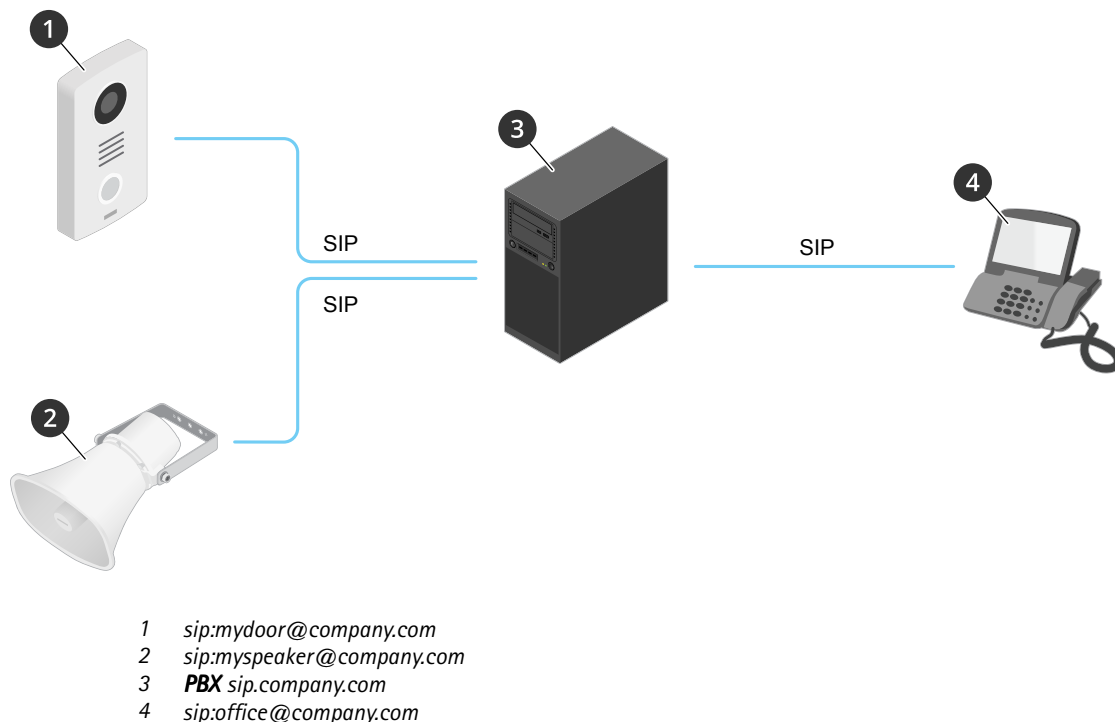 1
3
4
SIP
SIP
SIP
2
1 sip:mydoor@company.com
2 sip:myspeaker@company.com
3 PBX sip.company.com
4 sip:office@company.com